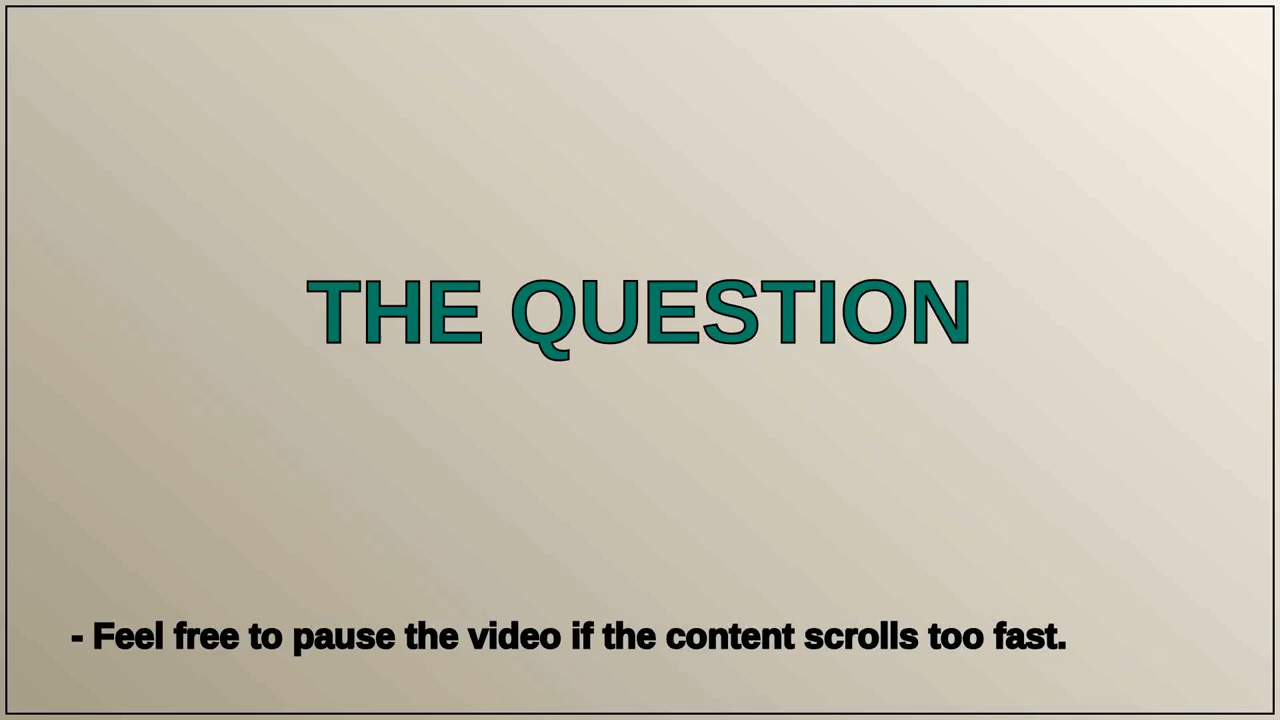 THE QUESTION
- Feel free to pause the video if the content scrolls too fast.